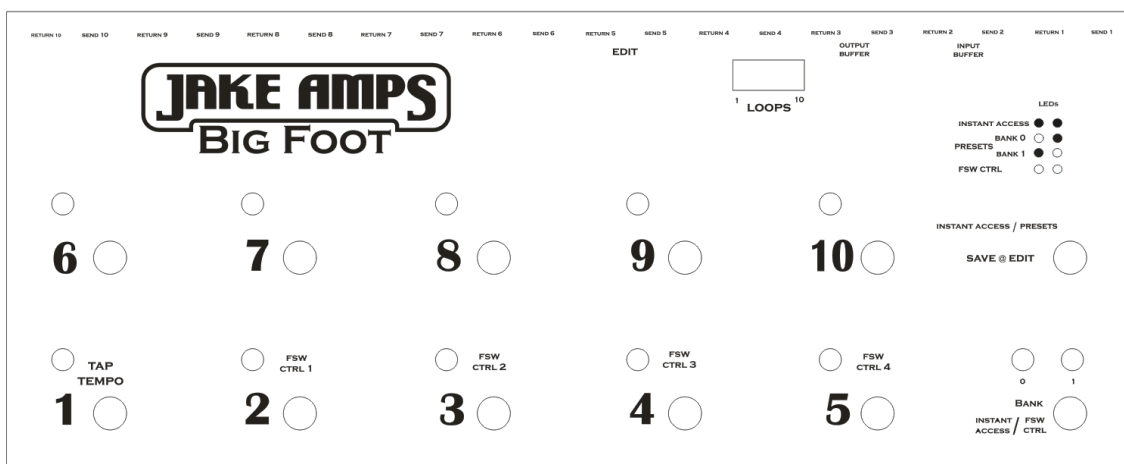 RETURN 10 SEND 10 RETURN 9 SEND 9 RETURN 8 SEND 8 RETURN 7 SEND 7 RETURN 6 SEND 6 RETURN 5 SEND 5 RETURN 4 SEND 4 RETURN 3 SEND 3 RETURN 2 SEND 2 RETURN 1 SEND 1
EDIT
OUTPUT
BUFFER
INPUT
BUFFER
JAKE AMPS
BIG FOOT
1 10
LOOPS
LEDs
INSTANT ACCESS
BANK 0
PRESETS
BANK 1
FSW CTRL
6 7 8 9 10
INSTANT ACCESS / PRESETS
SAVE @ EDIT
TAP
TEMPO
FSW
CTRL 1
FSW
CTRL 2
FSW
CTRL 3
FSW
CTRL 4
0 1
1 2 3 4 5
BANK
INSTANT
ACCESS / FSW
CTRL